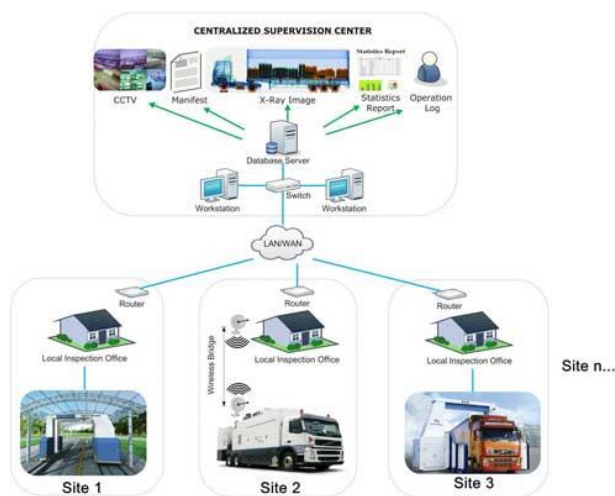 CENTRALIZED SUPERVISION CENTER
Statistics Report
CCTV
Manifest
X-Ray Image
Statistics
Report
Operation
Log
Database Server
Switch
Workstation
Workstation
LAN/WAN
Router
Router
Router
Local Inspection Office
Wireless Bridge
Local Inspection Office
Local Inspection Office
Site n...
Site 1
Site 2
Site 3